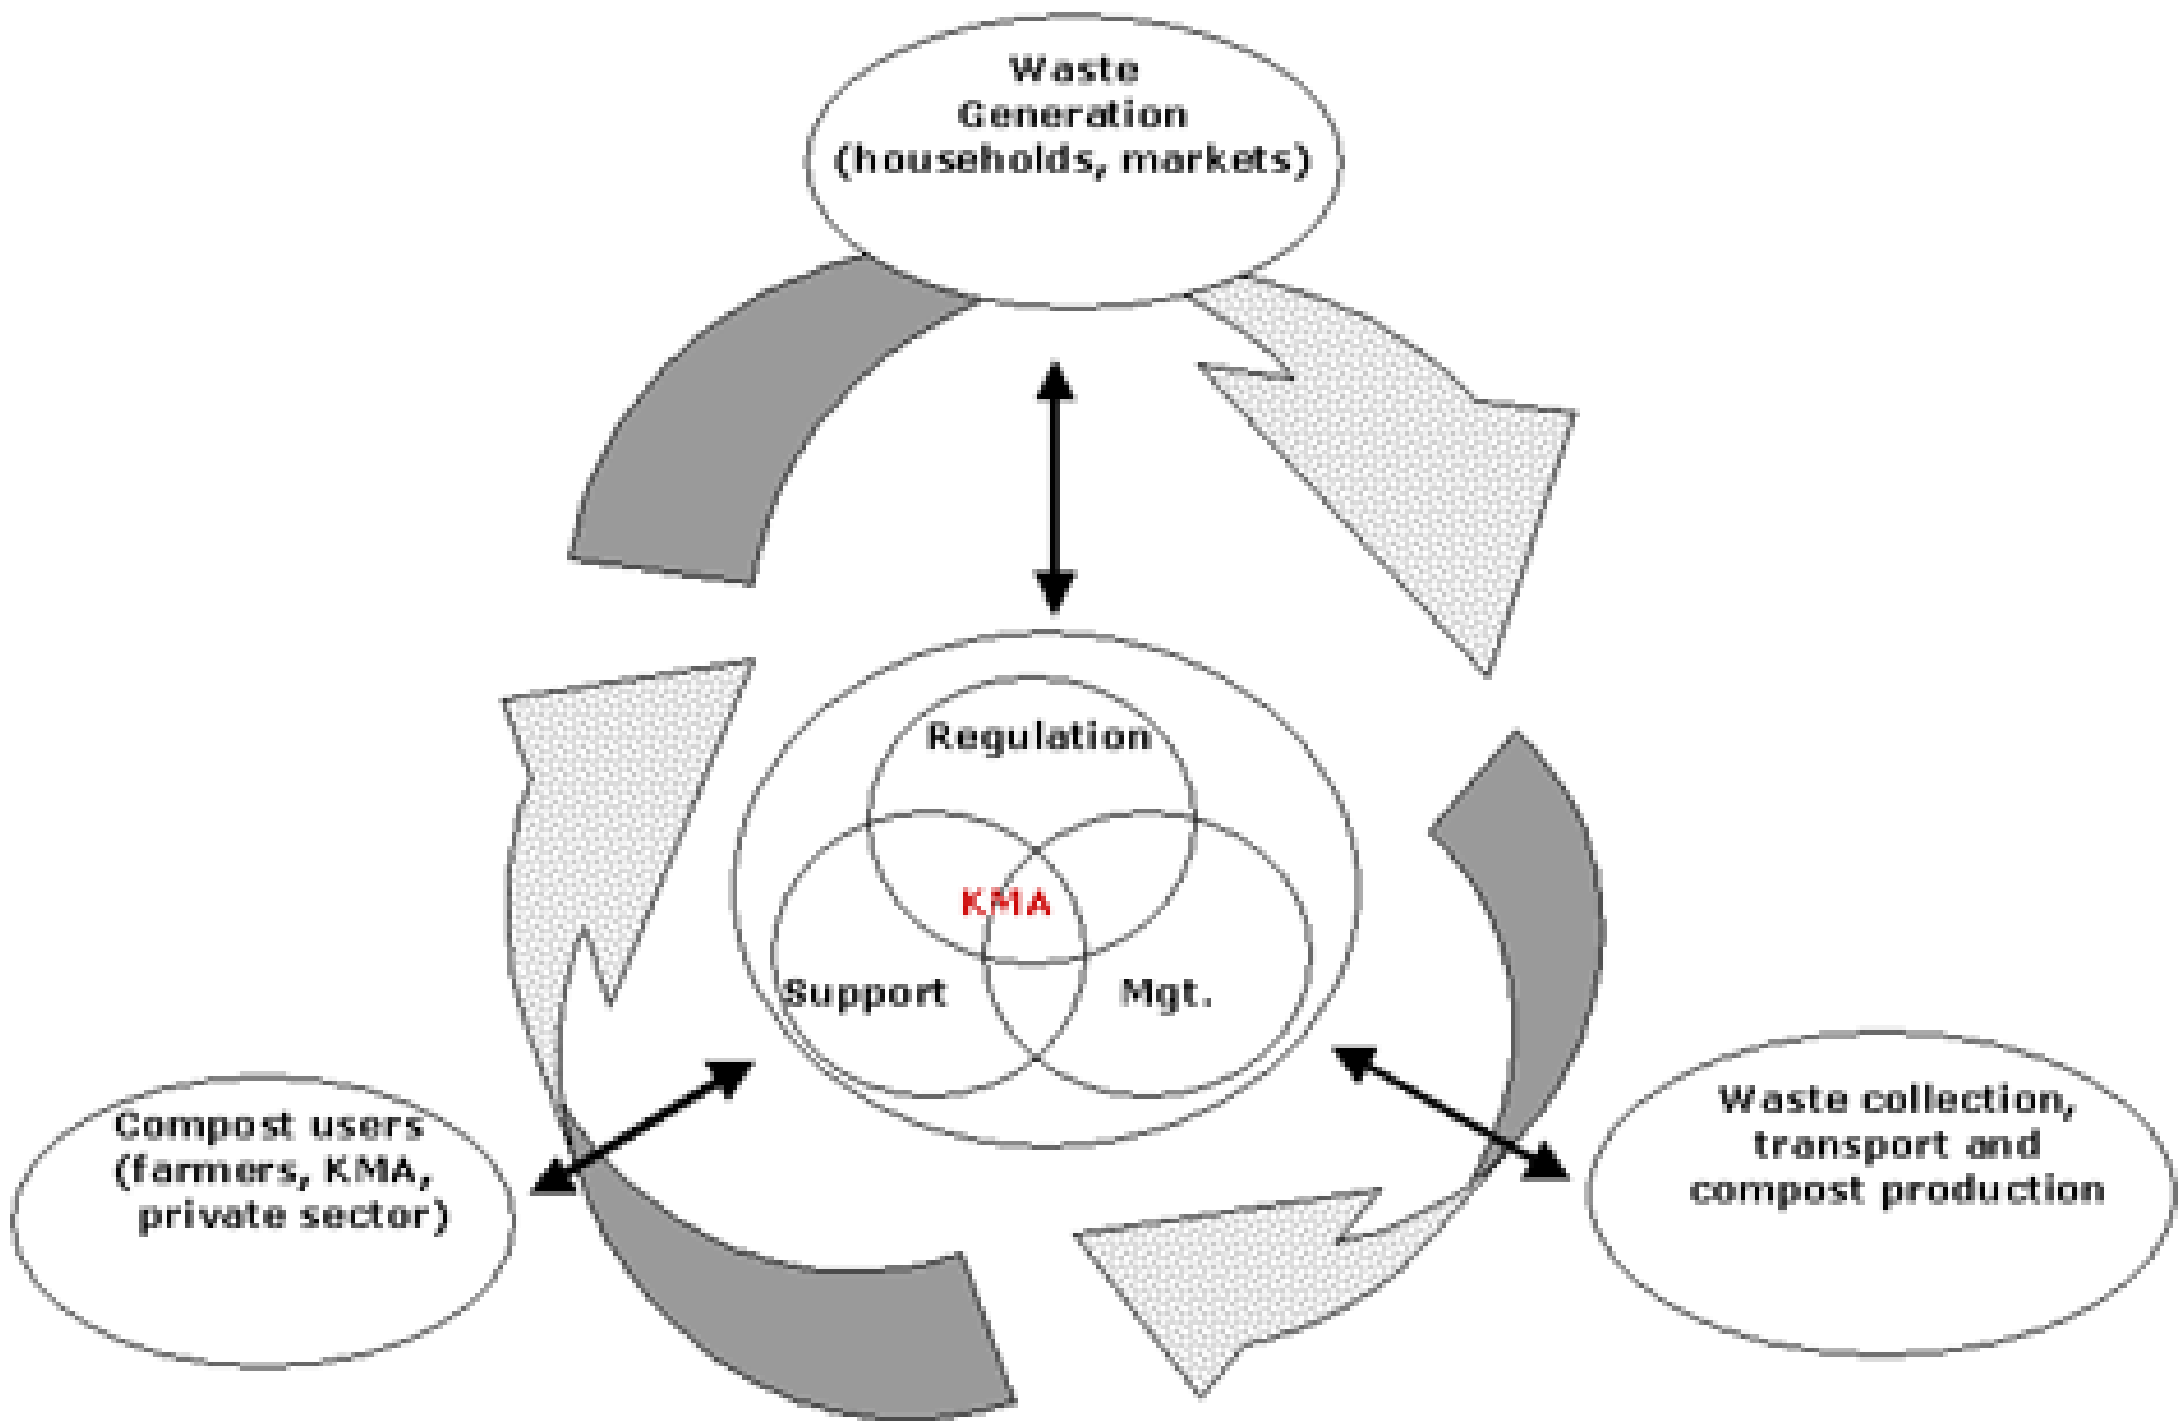 Waste
Generation
(households, markets)
Regulation
KMA
Support
Mgt.
Compost users
(farmers, KMA,
private sector)
Waste collection,
transport and
compost production